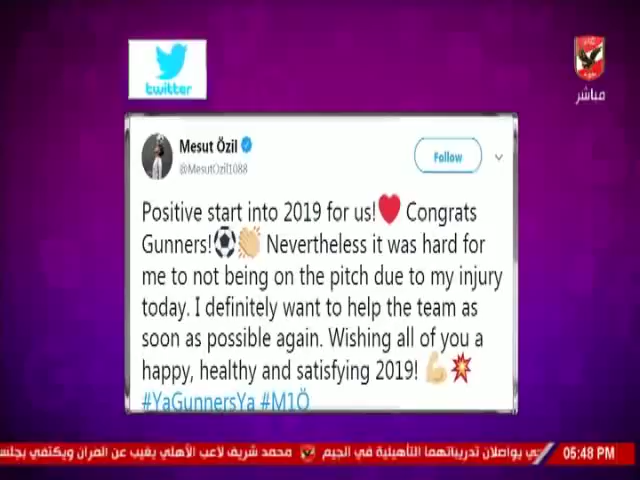 twitter
مباشر
Mesut Özil
@MesutOzil1088
Follow
Positive start into 2019 for us!❤️ Congrats
Gunners!⚽👏 Nevertheless it was hard for
me to not being on the pitch due to my injury
today. I definitely want to help the team as
soon as possible again. Wishing all of you a
happy, healthy and satisfying 2019! 💪💥
#YaGunnersYa #M1Ö
05:48 PM
ي يواصلان تدريباتهما التأهيلية في الجيم محمد شريف لاعب الأهلي يغيب عن المران ويكتفي بجلس